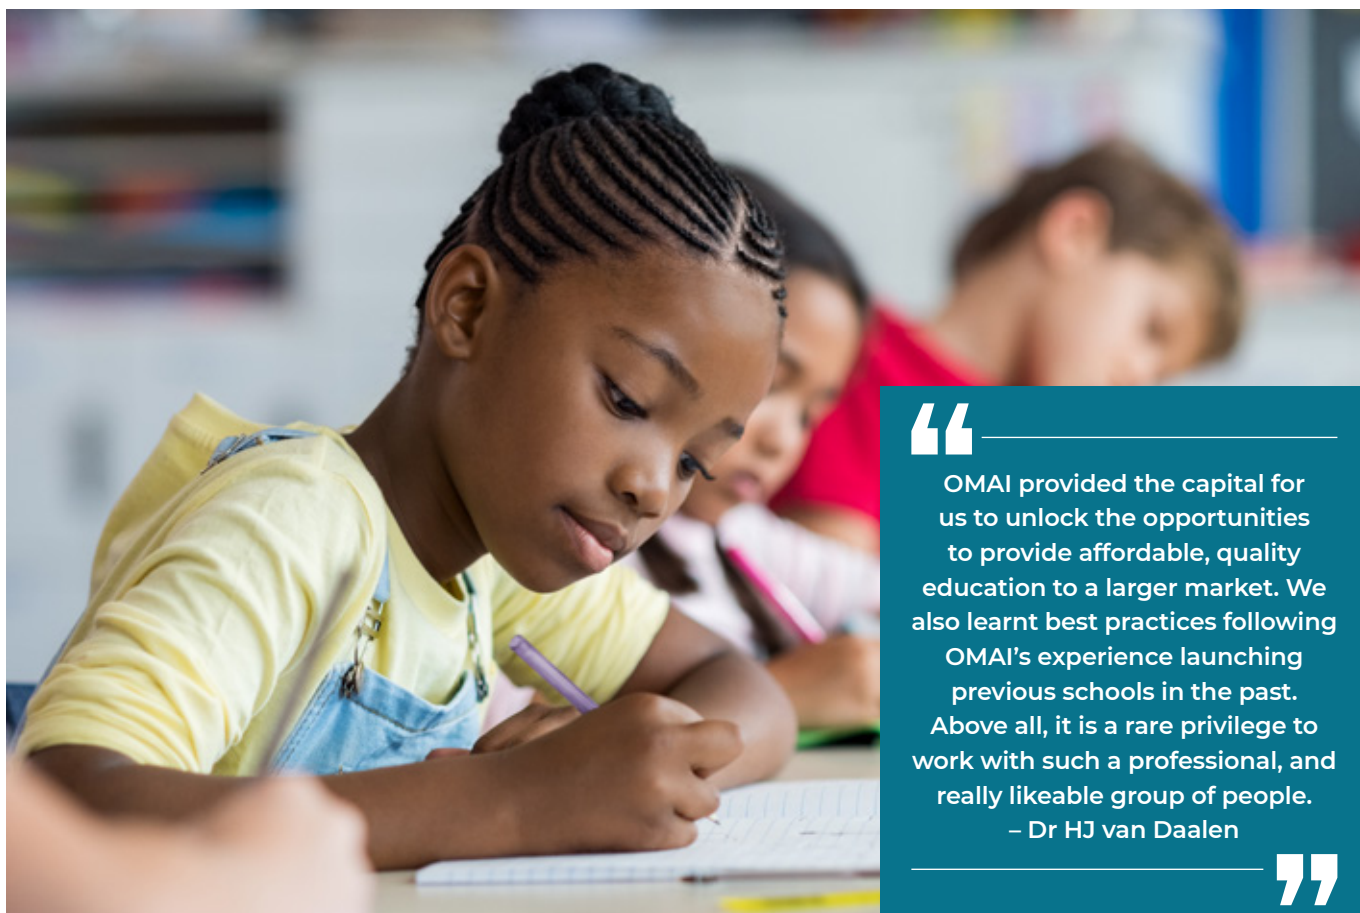 “
OMAI provided the capital for
us to unlock the opportunities
to provide affordable, quality
education to a larger market. We
also learnt best practices following
OMAI’s experience launching
previous schools in the past.
Above all, it is a rare privilege to
work with such a professional, and
really likeable group of people.
– Dr HJ van Daalen
”